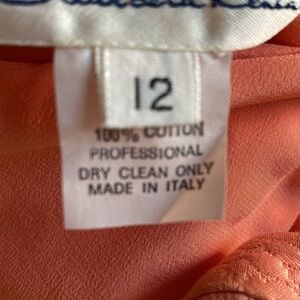 12
100% COTTON
PROFESSIONAL
DRY CLEAN ONLY
MADE IN ITALY